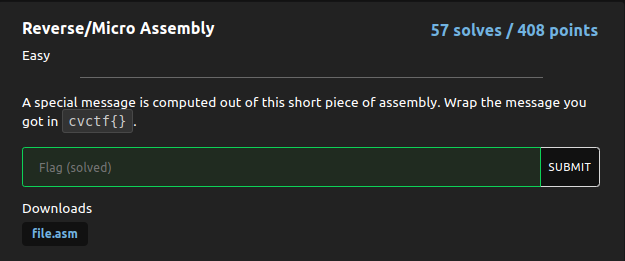 Reverse/Micro Assembly
57 solves / 408 points
Easy
A special message is computed out of this short piece of assembly. Wrap the message you
got in cvctf{}.
Flag (solved)
SUBMIT
Downloads
file.asm